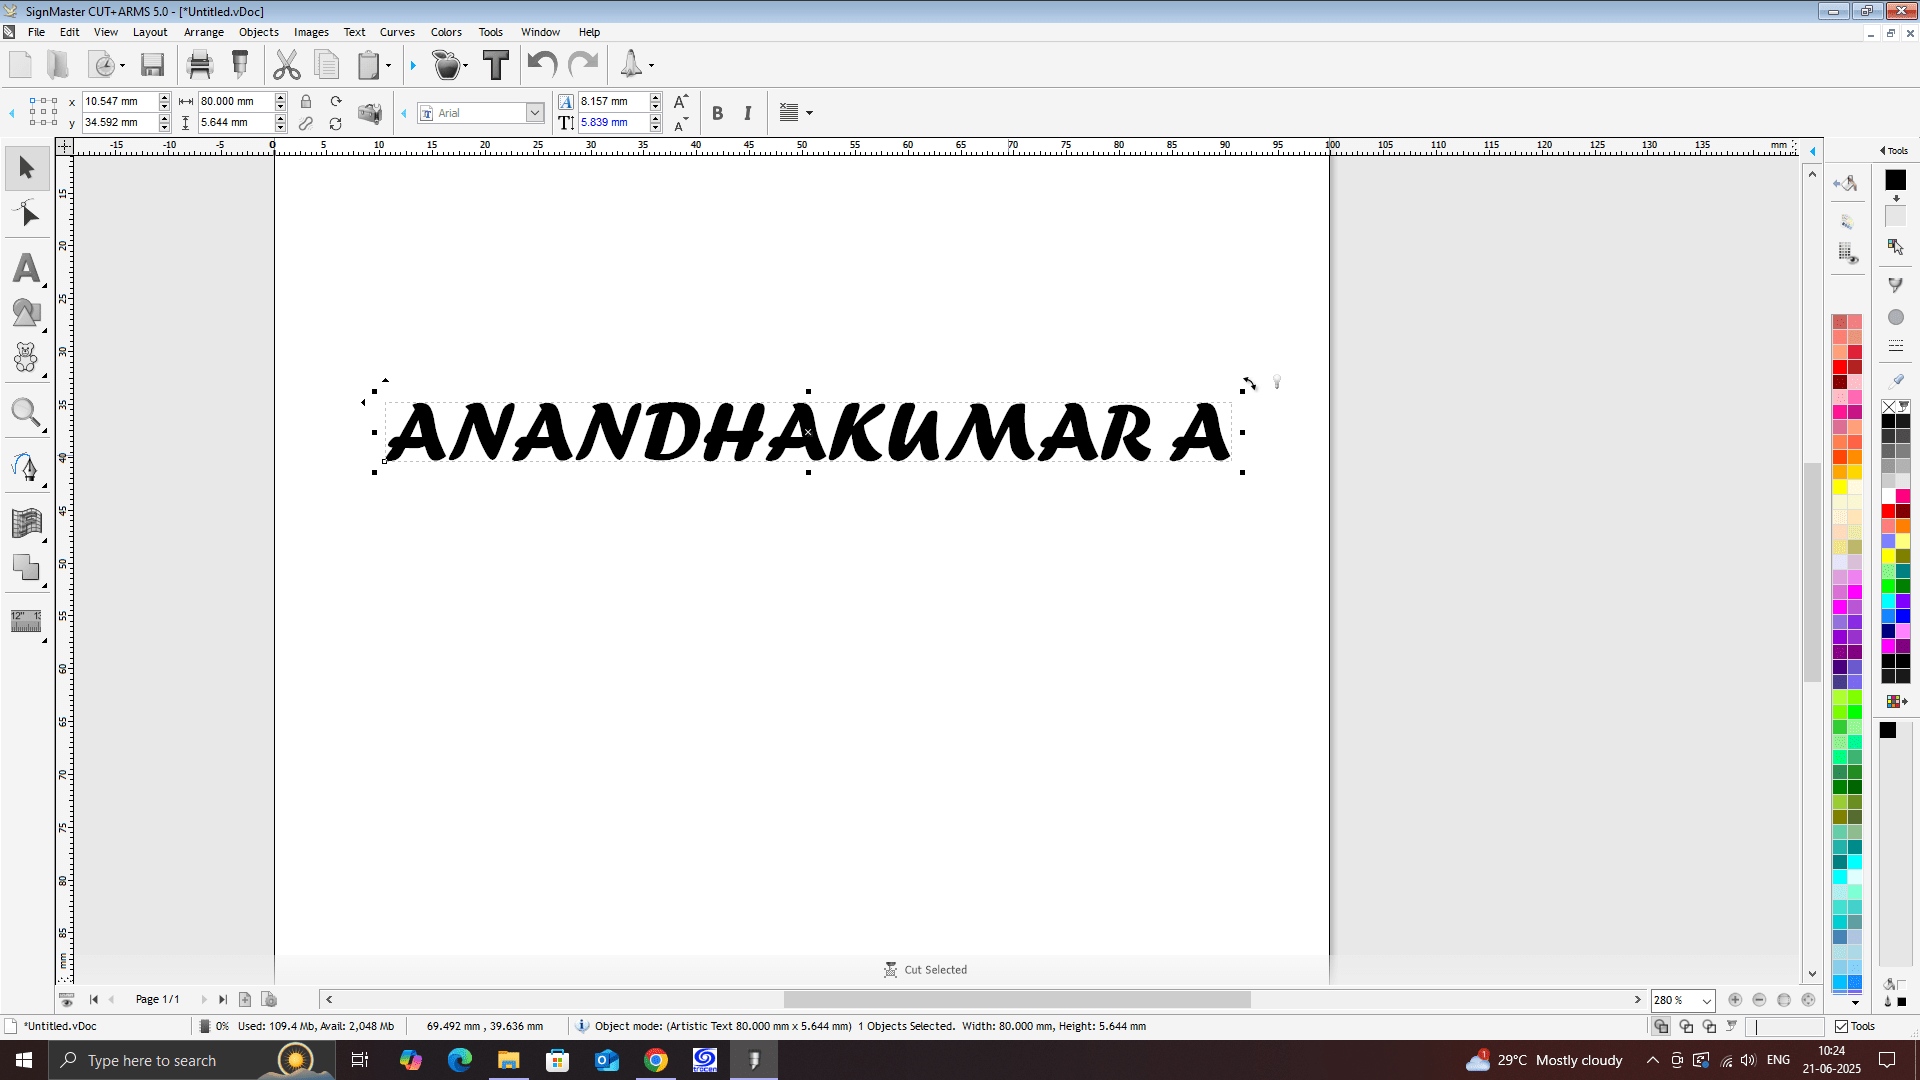 SignMaster CUT+ARMS 5.0 - [*Untitled.vDoc]
File Edit View Layout Arrange Objects Images Text Curves Colors Tools Window Help
x 10.547 mm 80.000 mm Arial 8.157 mm B I
y 34.592 mm 5.644 mm 5.839 mm
-15 -10 -5 0 5 10 15 20 25 30 35 40 45 50 55 60 65 70 75 80 85 90 95 100 105 110 115 120 125 130 135 mm
Tools
15
20
25
30
35
40
45
50
55
60
65
70
75
80
85
mm
ANANDHAKUMAR A
Cut Selected
Page 1/1 280 %
*Untitled.vDoc 0% Used: 109.4 Mb, Avail: 2,048 Mb 69.492 mm , 39.636 mm Object mode: (Artistic Text 80.000 mm x 5.644 mm) 1 Objects Selected. Width: 80.000 mm, Height: 5.644 mm Tools
Type here to search 1 29°C Mostly cloudy ENG 10:24
21-06-2025